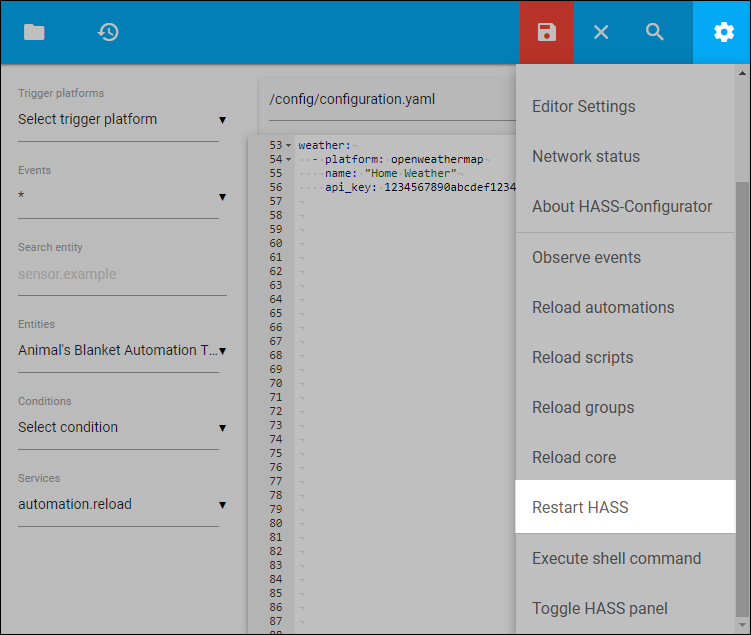 Trigger platforms
Select trigger platform
Events
*
Search entity
sensor.example
Entities
Animal's Blanket Automation T...
Conditions
Select condition
Services
automation.reload
/config/configuration.yaml
53 weather:
54 - platform: openweathermap
55 name: "Home Weather"
56 api_key: 1234567890abcdef1234
57
58
59
60
61
62
63
64
65
66
67
68
69
70
71
72
73
74
75
76
77
78
79
80
81
82
83
84
85
86
87
Editor Settings
Network status
About HASS-Configurator
Observe events
Reload automations
Reload scripts
Reload groups
Reload core
Restart HASS
Execute shell command
Toggle HASS panel